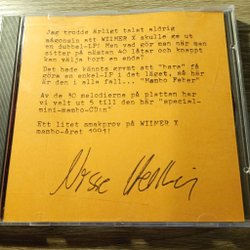 Jag trodde ärligt talat aldrig
någonsin att WILMER X skulle ge ut
en dubbel-LP! Men vad gör man när man
sitter på nästan 40 låtar och knappt
kan välja bort en enda?
Det hade känts grymt att "bara" få
göra en enkel-LP i det läget, så här
är den i alla fall... "Mambo Feber"
Av de 30 melodierna på plattan har
vi velt ut 5 till den här "special-
mini-mambo-CD:n"
Ett litet smakprov på WILMER X
mambo-året 1991!
Nisse Hellberg